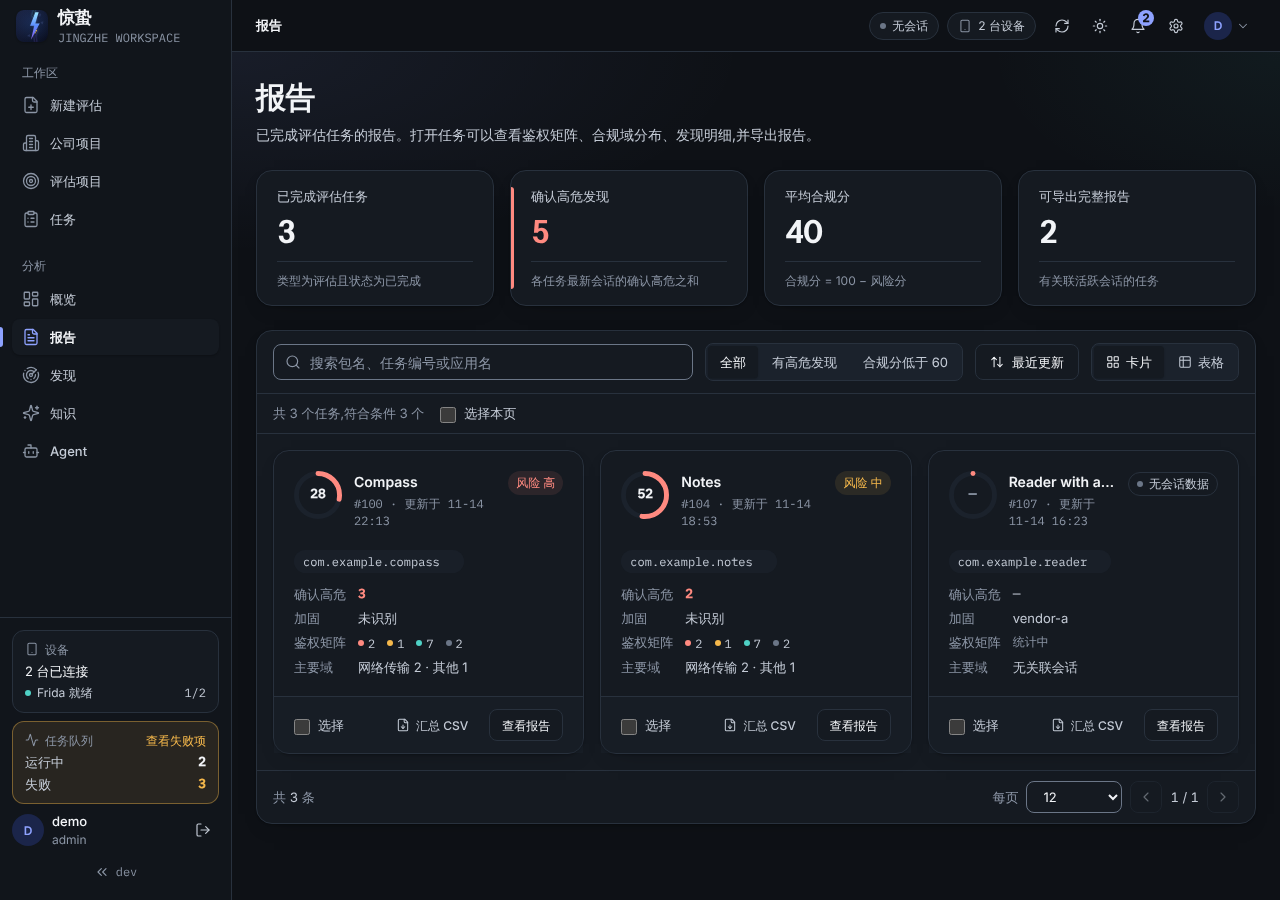 惊蛰
JINGZHE WORKSPACE
工作区
新建评估
公司项目
评估项目
任务
分析
概览
报告
发现
知识
Agent
设备
2 台已连接
Frida 就绪 1/2
任务队列 查看失败项
运行中 2
失败 3
D demo
admin
dev
报告 无会话 2 台设备 2 D
报告
已完成评估任务的报告。打开任务可以查看鉴权矩阵、合规域分布、发现明细,并导出报告。
已完成评估任务
3
类型为评估且状态为已完成
确认高危发现
5
各任务最新会话的确认高危之和
平均合规分
40
合规分 = 100 − 风险分
可导出完整报告
2
有关联活跃会话的任务
搜索包名、任务编号或应用名 全部 有高危发现 合规分低于 60 最近更新 卡片 表格
共 3 个任务,符合条件 3 个 选择本页
28 Compass 风险 高
#100 · 更新于 11-14
22:13
com.example.compass
确认高危 3
加固 未识别
鉴权矩阵 2 1 7 2
主要域 网络传输 2 · 其他 1
选择 汇总 CSV 查看报告
52 Notes 风险 中
#104 · 更新于 11-14
18:53
com.example.notes
确认高危 2
加固 未识别
鉴权矩阵 2 1 7 2
主要域 网络传输 2 · 其他 1
选择 汇总 CSV 查看报告
– Reader with a... 无会话数据
#107 · 更新于
11-14 16:23
com.example.reader
确认高危 –
加固 vendor-a
鉴权矩阵 统计中
主要域 无关联会话
选择 汇总 CSV 查看报告
共 3 条 每页 12 1 / 1